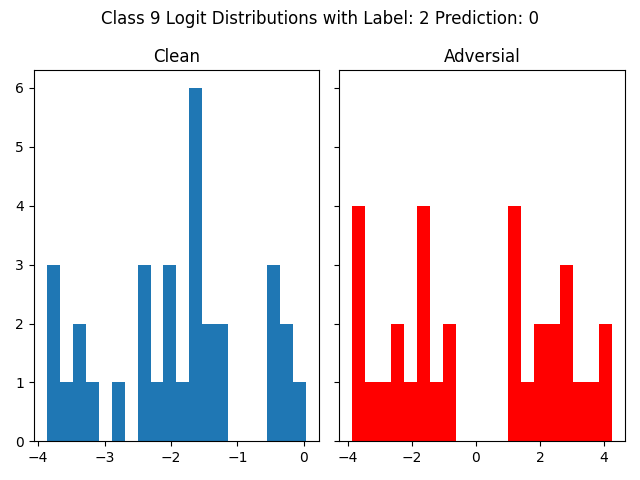 Class 9 Logit Distributions with Label: 2 Prediction: 0
Clean
Adversial
6
5
4
3
2
1
0
−4 −3 −2 −1 0
−4 −2 0 2 4